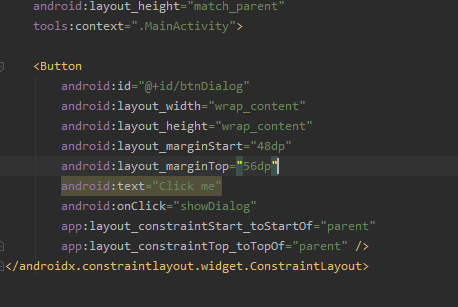 android:layout_height="match_parent"
tools:context=".MainActivity">
<Button
android:id="@+id/btnDialog"
android:layout_width="wrap_content"
android:layout_height="wrap_content"
android:layout_marginStart="48dp"
android:layout_marginTop="56dp"
android:text="Click me"
android:onClick="showDialog"
app:layout_constraintStart_toStartOf="parent"
app:layout_constraintTop_toTopOf="parent" />
</androidx.constraintlayout.widget.ConstraintLayout>